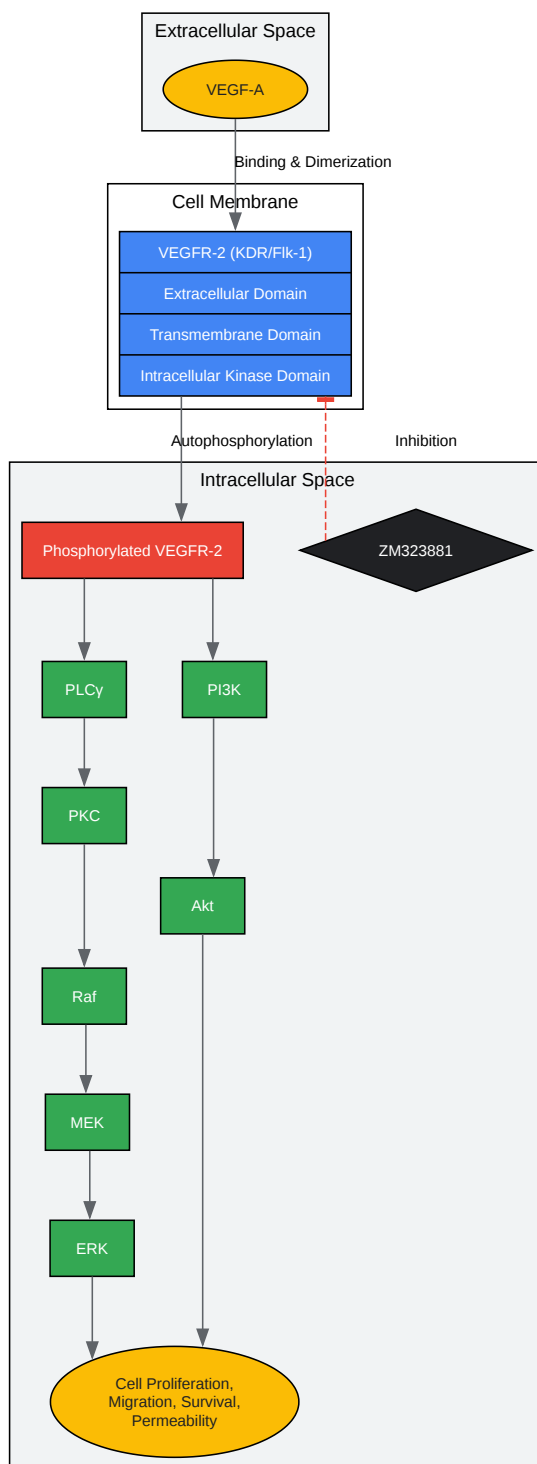 Extracellular Space
VEGF-A
Binding & Dimerization
Cell Membrane
VEGFR-2 (KDR/Flk-1)
Extracellular Domain
Transmembrane Domain
Intracellular Kinase Domain
Autophosphorylation
Inhibition
Intracellular Space
Phosphorylated VEGFR-2
ZM323881
PLCγ
PI3K
PKC
Akt
Raf
MEK
ERK
Cell Proliferation,
Migration, Survival,
Permeability